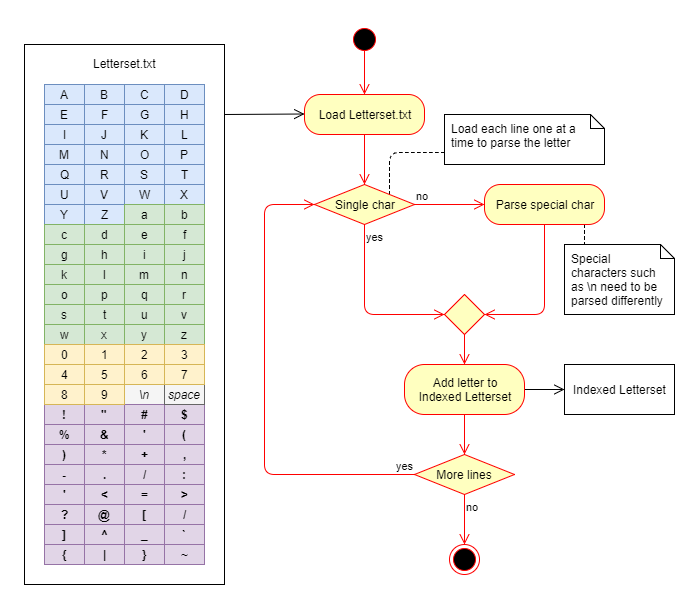 Letterset.txt
A B C D
E F G H
I J K L
M N O P
Q R S T
U V W X
Y Z a b
c d e f
g h i j
k l m n
o p q r
s t u v
w x y z
0 1 2 3
4 5 6 7
8 9 \n space
! " # $
% & ' (
) * + ,
- . / :
' < = >
? @ [ /
] ^ _ `
{ | } ~
Load Letterset.txt
Load each line one at a
time to parse the letter
Single char
no
yes
Parse special char
Special
characters such
as \n need to be
parsed differently
Add letter to
Indexed Letterset
Indexed Letterset
yes
More lines
no